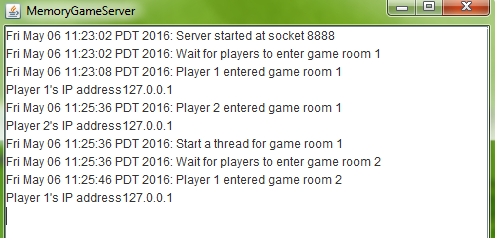 MemoryGameServer
Fri May 06 11:23:02 PDT 2016: Server started at socket 8888
Fri May 06 11:23:02 PDT 2016: Wait for players to enter game room 1
Fri May 06 11:23:08 PDT 2016: Player 1 entered game room 1
Player 1's IP address127.0.0.1
Fri May 06 11:25:36 PDT 2016: Player 2 entered game room 1
Player 2's IP address127.0.0.1
Fri May 06 11:25:36 PDT 2016: Start a thread for game room 1
Fri May 06 11:25:36 PDT 2016: Wait for players to enter game room 2
Fri May 06 11:25:46 PDT 2016: Player 1 entered game room 2
Player 1's IP address127.0.0.1